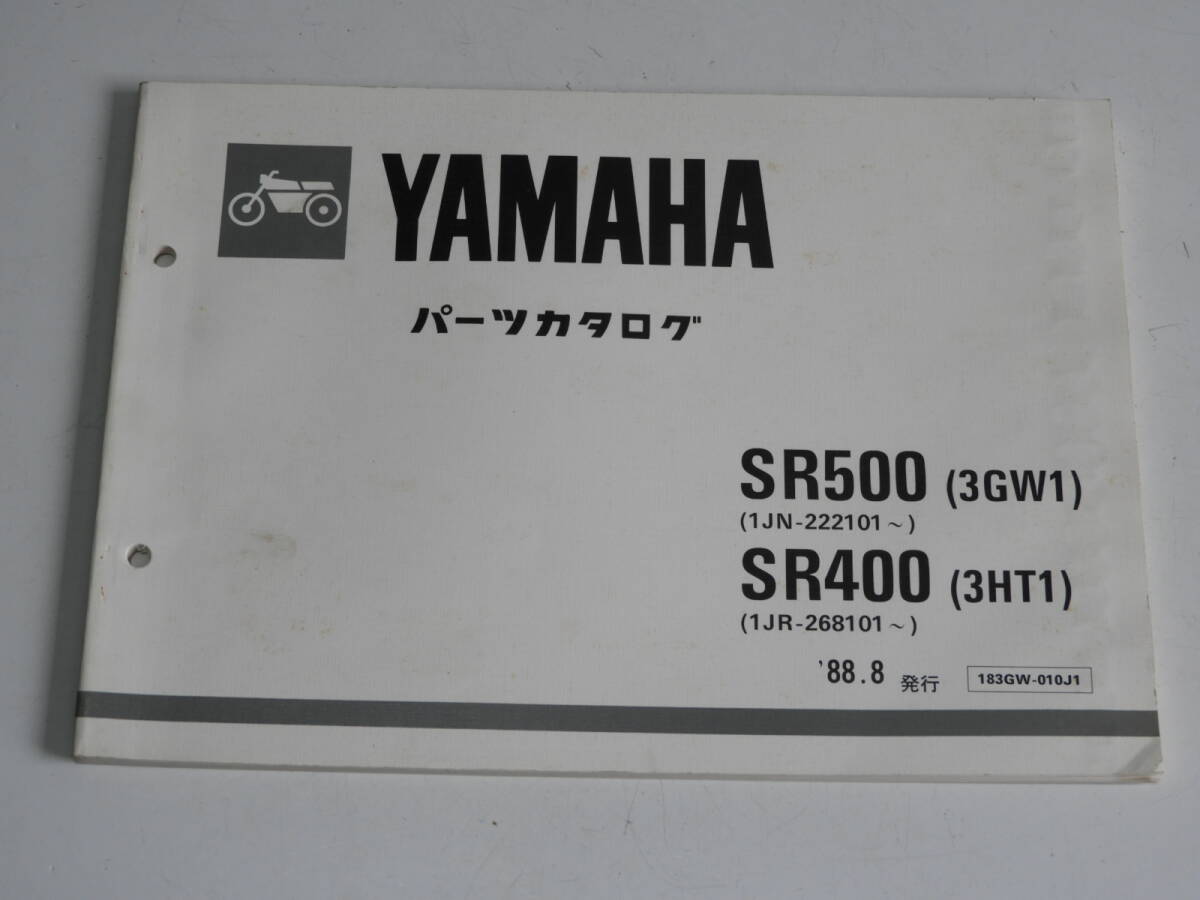 YAMAHA
パーツカタログ
SR500 (3GW1)
(1JN-222101~)
SR400 (3HT1)
(1JR-268101~)
'88.8 発行 183GW-010J1